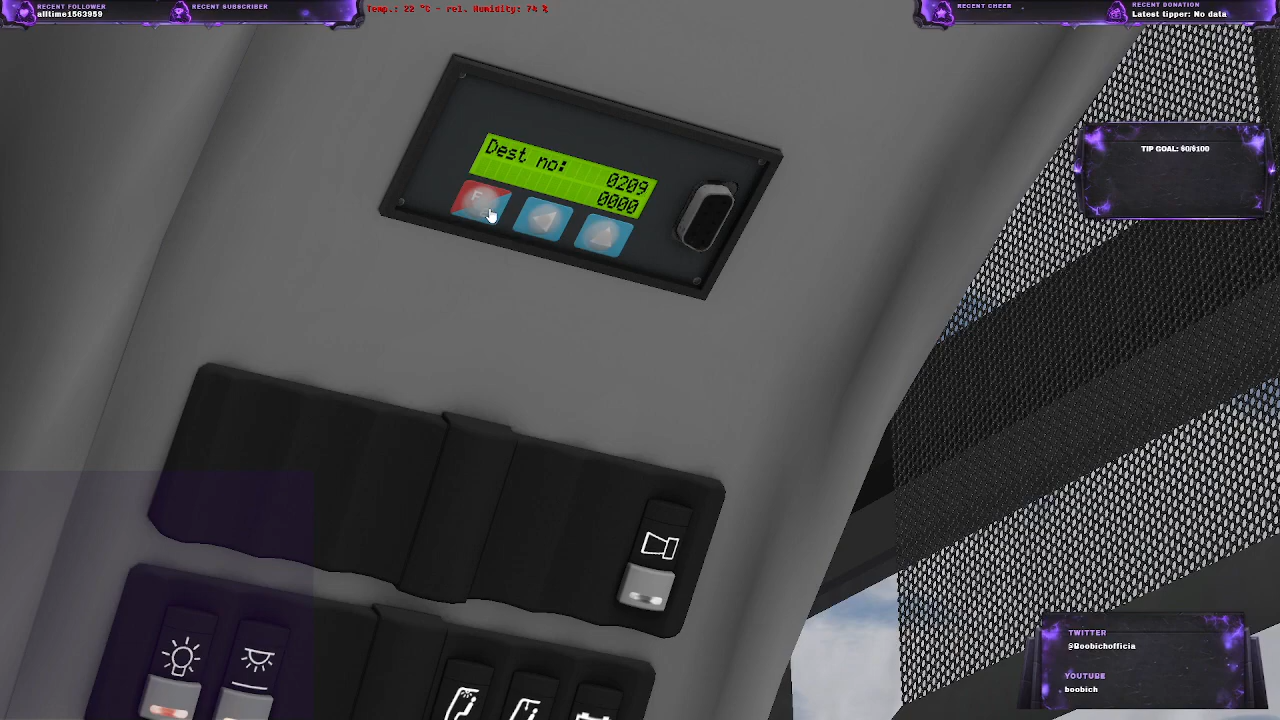 RECENT FOLLOWER
alltime1563959
RECENT SUBSCRIBER
Temp.: 22 °C - rel. Humidity: 74 %
RECENT CHEER
RECENT DONATION
Latest tipper: No data
TIP GOAL: $0/$100
Dest no:
0209
0000
F
TWITTER
@Boobichofficia
YOUTUBE
boobich